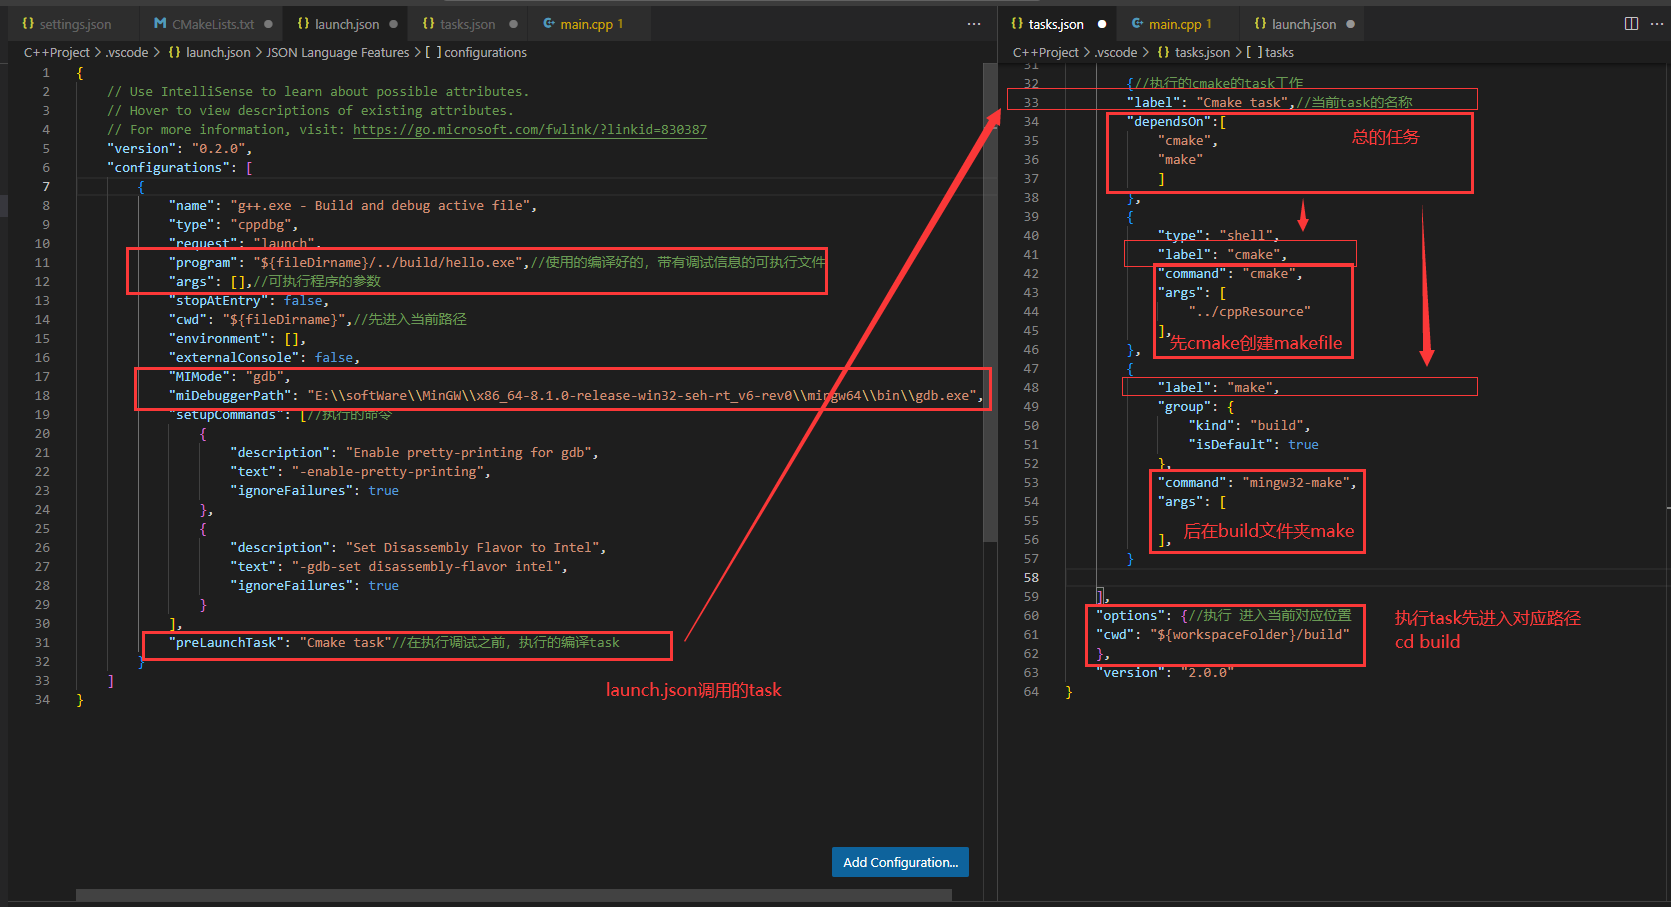 settings.json
CMakeLists.txt
launch.json
tasks.json
main.cpp 1
...
C++Project > .vscode > {} launch.json > JSON Language Features > [ ] configurations
1 {
2 // Use IntelliSense to learn about possible attributes.
3 // Hover to view descriptions of existing attributes.
4 // For more information, visit: https://go.microsoft.com/fwlink/?linkid=830387
5 "version": "0.2.0",
6 "configurations": [
7 {
8 "name": "g++.exe - Build and debug active file",
9 "type": "cppdbg",
10 "request": "launch",
11 "program": "${fileDirname}/../build/hello.exe",//使用的编译好的，带有调试信息的可执行文件
12 "args": [],//可执行程序的参数
13 "stopAtEntry": false,
14 "cwd": "${fileDirname}",//先进入当前路径
15 "environment": [],
16 "externalConsole": false,
17 "MIMode": "gdb",
18 "miDebuggerPath": "E:\\softWare\\MinGW\\x86_64-8.1.0-release-win32-seh-rt_v6-rev0\\mingw64\\bin\\gdb.exe",
19 "setupCommands": [//执行的命令
20 {
21 "description": "Enable pretty-printing for gdb",
22 "text": "-enable-pretty-printing",
23 "ignoreFailures": true
24 },
25 {
26 "description": "Set Disassembly Flavor to Intel",
27 "text": "-gdb-set disassembly-flavor intel",
28 "ignoreFailures": true
29 }
30 ],
31 "preLaunchTask": "Cmake task"//在执行调试之前，执行的编译task
32 }
33 ]
34 }
launch.json调用的task
Add Configuration...
tasks.json
main.cpp 1
launch.json
...
C++Project > .vscode > {} tasks.json > [ ] tasks
31
32 {//执行的cmake的task工作
33 "label": "Cmake task",//当前task的名称
34 "dependsOn":[
总的任务
35 "cmake",
36 "make"
37 ]
38 },
39 {
40 "type": "shell",
41 "label": "cmake",
42 "command": "cmake",
43 "args": [
44 "../cppResource"
45 ],
先cmake创建makefile
46 },
47 {
48 "label": "make",
49 "group": {
50 "kind": "build",
51 "isDefault": true
52 },
53 "command": "mingw32-make",
54 "args": [
55
后在build文件夹make
56 ],
57 }
58
59 ],
60 "options": {//执行 进入当前对应位置
61 "cwd": "${workspaceFolder}/build"
62 },
63 "version": "2.0.0"
64 }
执行task先进入对应路径
cd build